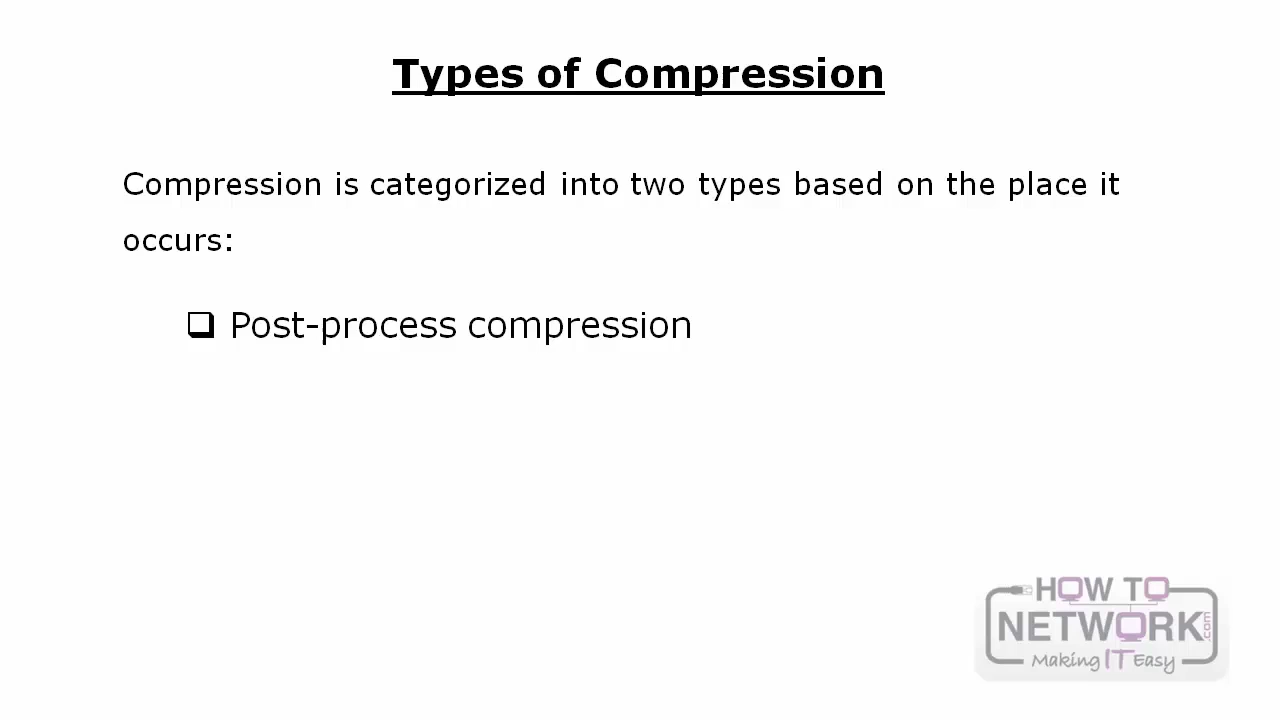 Types of Compression
Compression is categorized into two types based on the place it
occurs:
Post-process compression
HOW TO
NETWORK.com
Making IT Easy